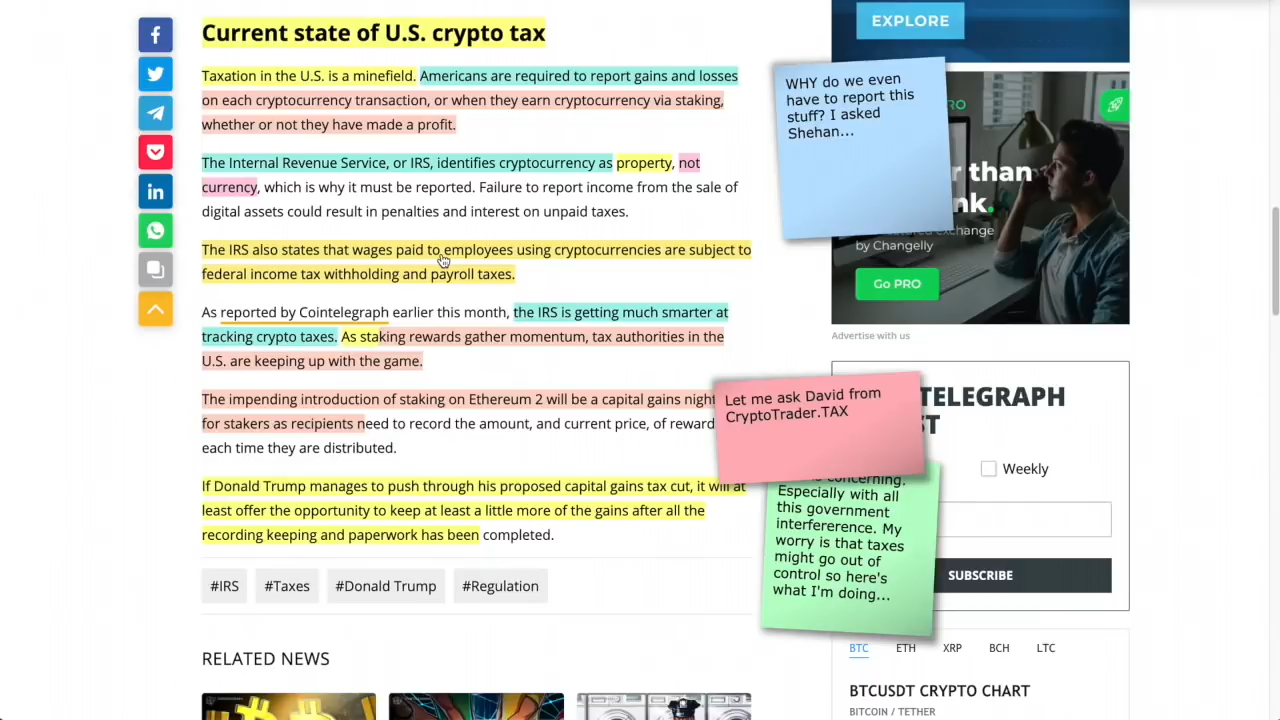 Current state of U.S. crypto tax
Taxation in the U.S. is a minefield. Americans are required to report gains and losses
on each cryptocurrency transaction, or when they earn cryptocurrency via staking,
whether or not they have made a profit.
The Internal Revenue Service, or IRS, identifies cryptocurrency as property, not
currency, which is why it must be reported. Failure to report income from the sale of
digital assets could result in penalties and interest on unpaid taxes.
The IRS also states that wages paid to employees using cryptocurrencies are subject to
federal income tax withholding and payroll taxes.
As reported by Cointelegraph earlier this month, the IRS is getting much smarter at
tracking crypto taxes. As staking rewards gather momentum, tax authorities in the
U.S. are keeping up with the game.
The impending introduction of staking on Ethereum 2 will be a capital gains
for stakers as recipients need to record the amount, and current price, of
each time they are distributed.
If Donald Trump manages to push through his proposed capital gains tax cut, it will at
least offer the opportunity to keep at least a little more of the gains after all the
recording keeping and paperwork has been completed.
#IRS #Taxes #Donald Trump #Regulation
RELATED NEWS
EXPLORE
WHY do we even
have to report this
stuff? I asked
Shehan...
RO
than
by Changelly
Go PRO
Advertise with us
Let me ask David from
CryptoTrader.TAX
concerning.
Especially with all
this government
interfererence. My
worry is that taxes
might go out of
control so here's
what I'm doing...
TELEGRAPH
Weekly
SUBSCRIBE
BTC ETH XRP BCH LTC
BTCUSDT CRYPTO CHART
BITCOIN / TETHER